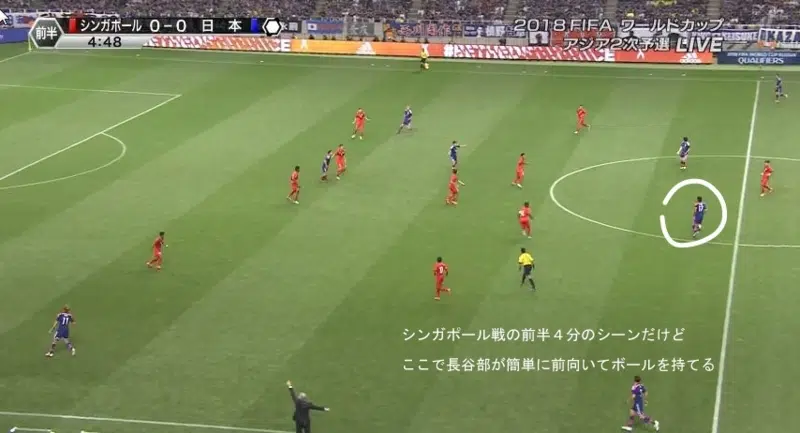 前半 シンガポール 0-0 日本
4:48
2018 FIFA ワールドカップ
アジア2次予選 LIVE
adidas
QUALIFIERS
シンガポール戦の前半４分のシーンだけど
ここで長谷部が簡単に前向いてボールを持てる